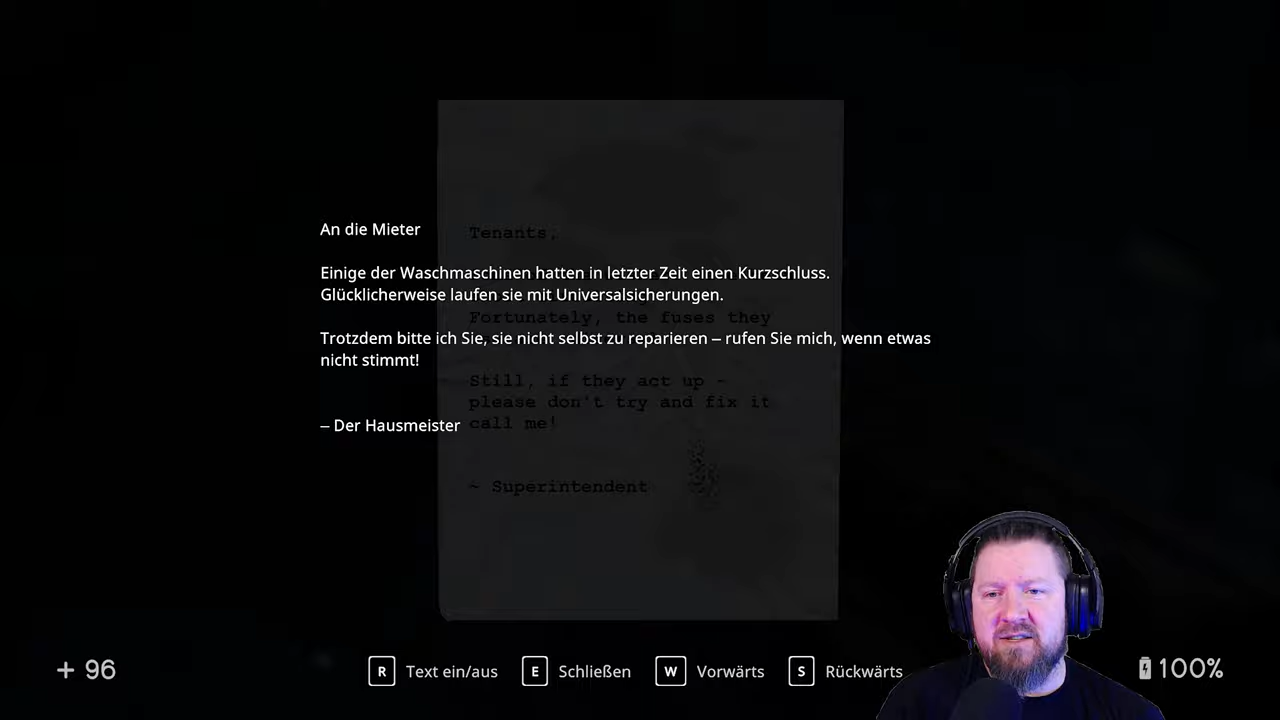 An die Mieter
Tenants,
Einige der Waschmaschinen hatten in letzter Zeit einen Kurzschluss.
Glücklicherweise laufen sie mit Universalsicherungen.
Fortunately, the fuses they
Trotzdem bitte ich Sie, sie nicht selbst zu reparieren – rufen Sie mich, wenn etwas
nicht stimmt!
Still, if they act up -
please don't try and fix it
call me!
– Der Hausmeister
~ Superintendent
+ 96
R Text ein/aus E Schließen W Vorwärts S Rückwärts
100%